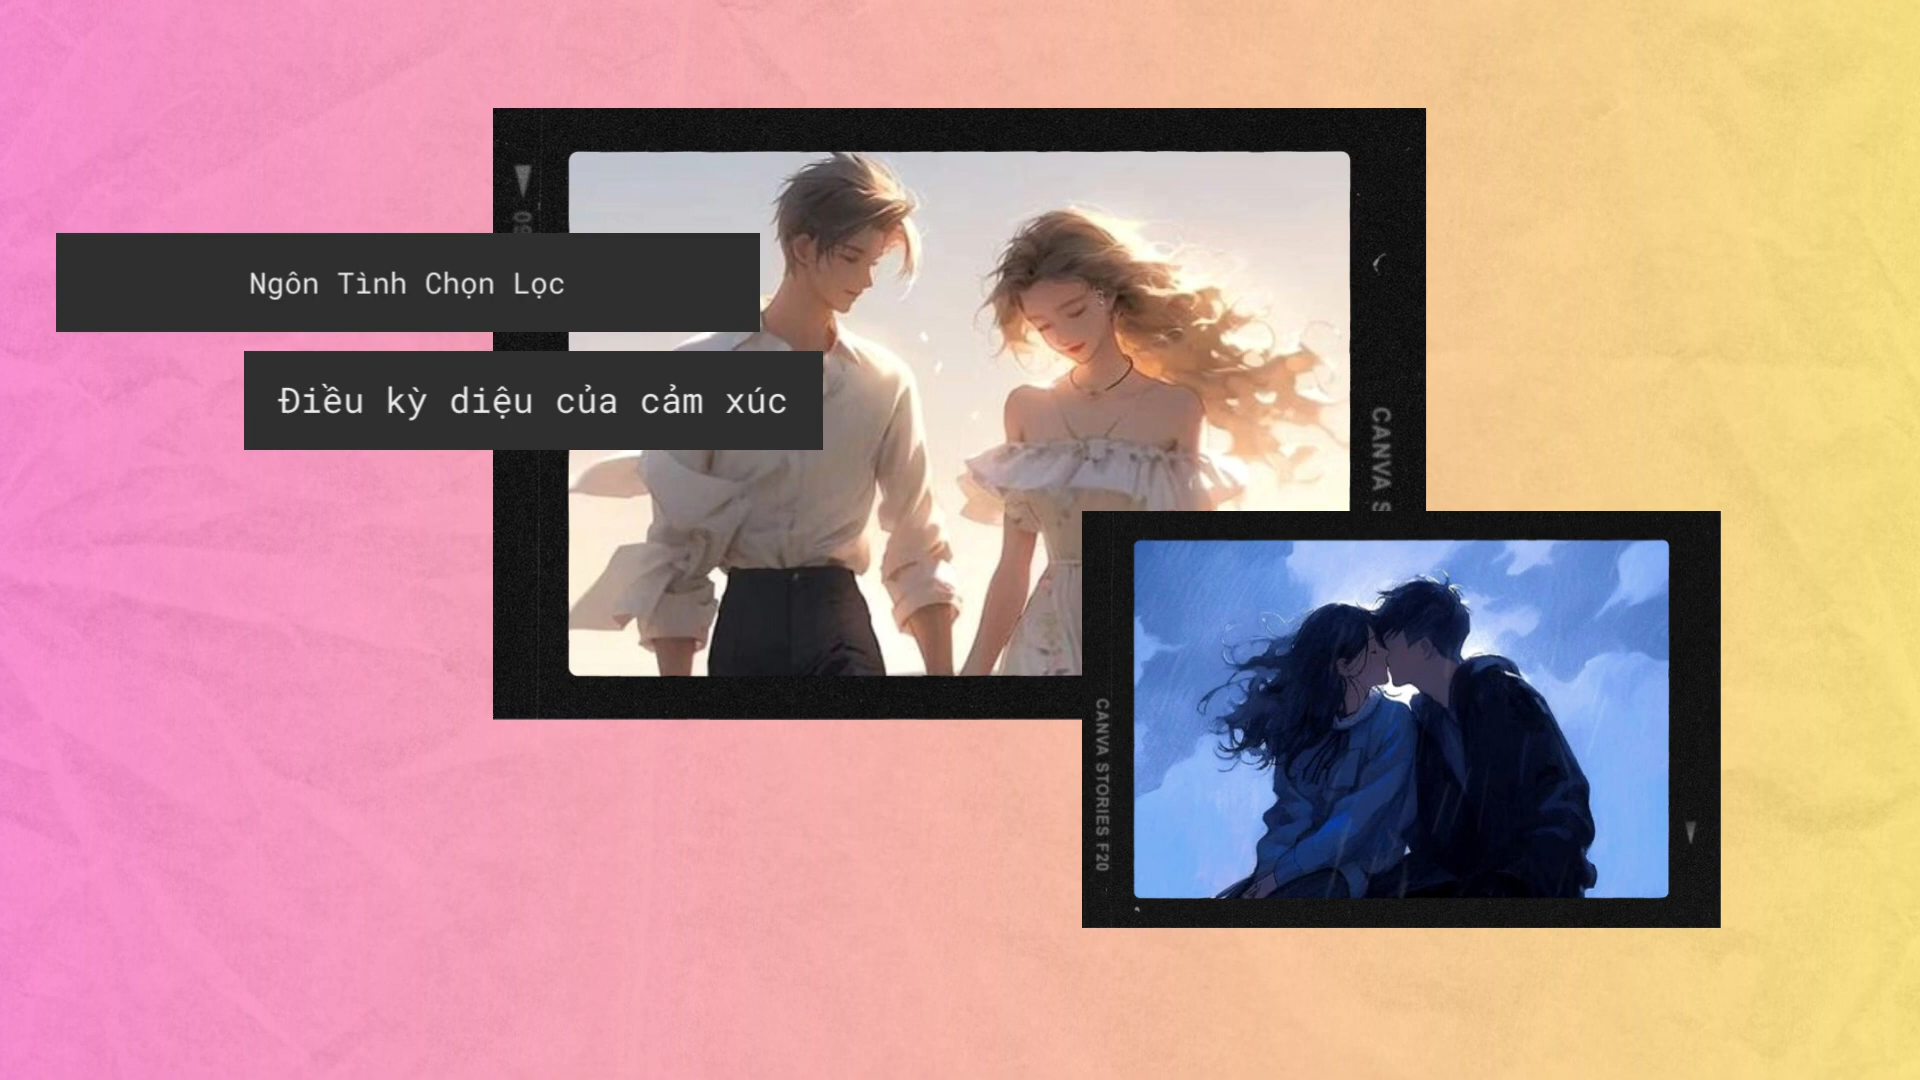 Ngôn Tình Chọn Lọc
Điều kỳ diệu của cảm xúc
CANVA S
CANVA STORIES F20